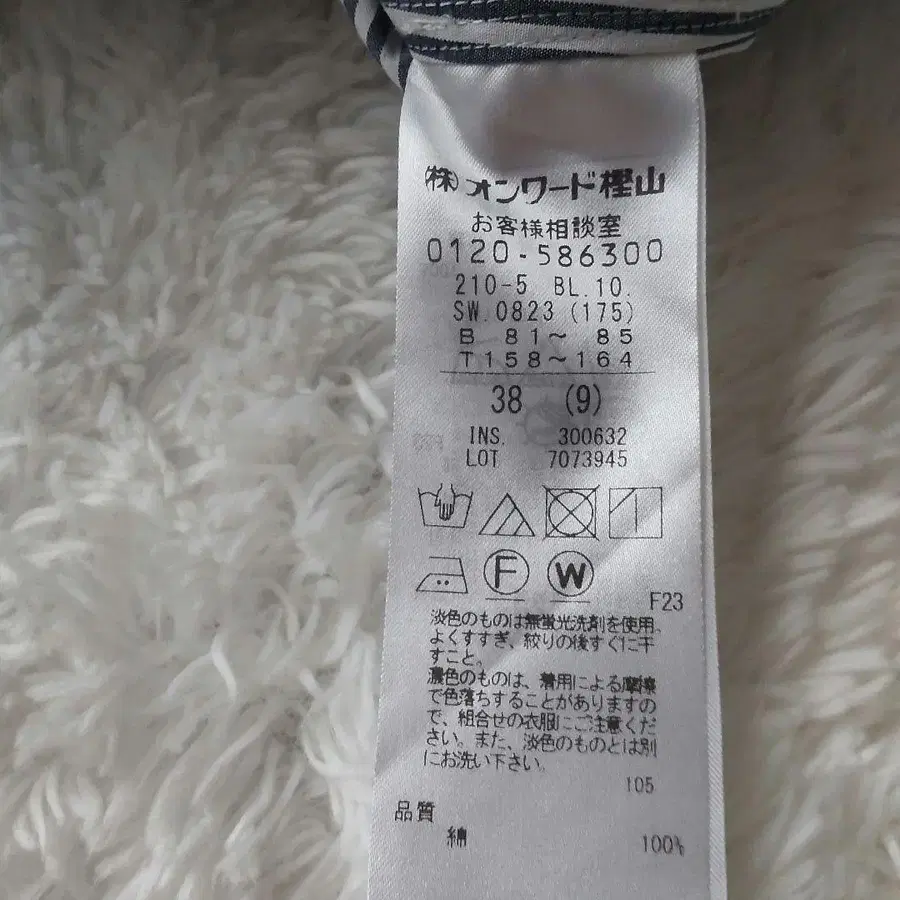 (株)オンワード樫山
お客様相談室
0120-586300
210-5 BL.10.
SW.0823 (175)
B 81～ 85
T158～164
38 (9)
INS. 300632
LOT 7073945
F
W
F23
淡色のものは無蛍光洗剤を使用。
よくすすぎ、絞りの後すぐに干
すこと。
濃色のものは、着用による摩擦
で色落ちすることがありますの
で、組合せの衣服にご注意くだ
さい。また、淡色のものとは別
にお洗い下さい。
105
品質
綿 100%